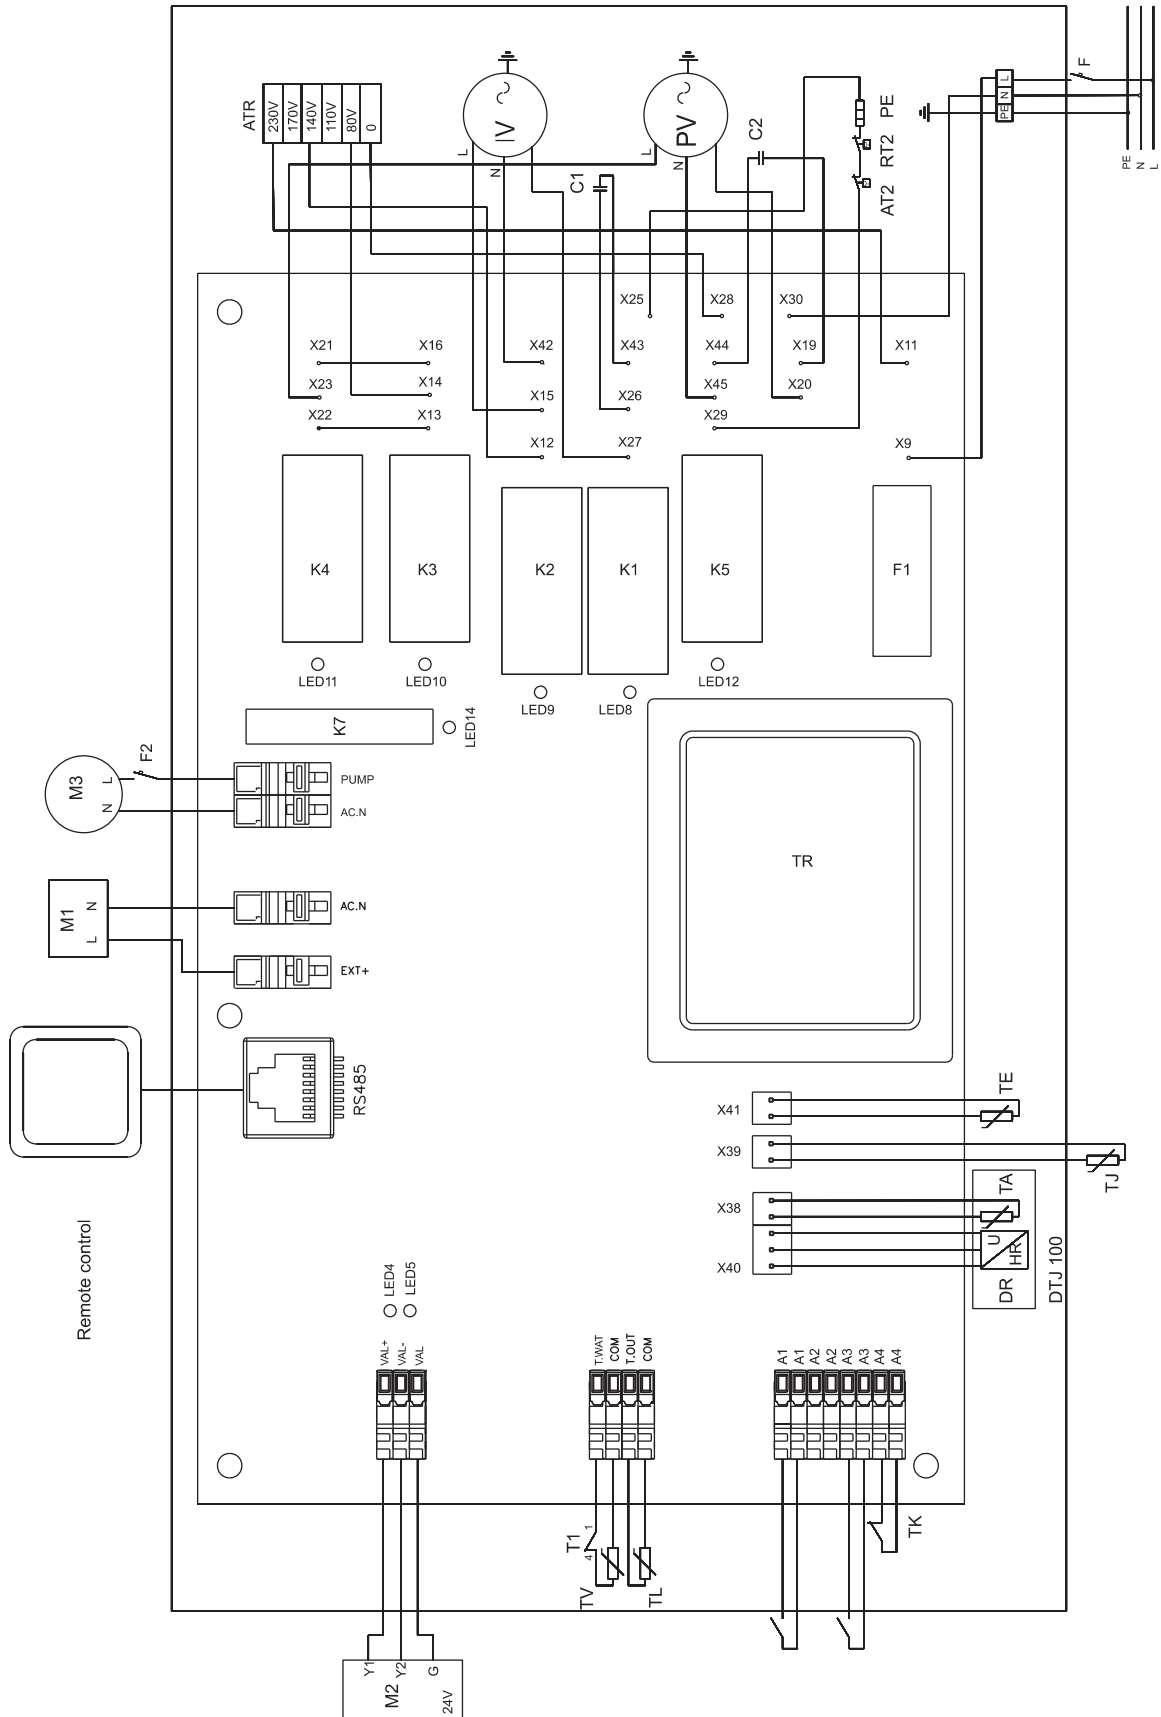 ATR
230V
170V
140V
110V
80V
0
IV
L
N
PV
L
N
C1
C2
PE
RT2
AT2
L
N
PE
F
PE
N
L
X25
X28
X30
X21
X16
X42
X43
X44
X19
X11
X23
X14
X15
X26
X45
X20
X22
X13
X12
X27
X29
X9
K4
K3
K2
K1
K5
F1
LED11
LED10
LED9
LED8
LED12
K7
LED14
M3
L
N
F2
PUMP
AC.N
M1
N
L
AC.N
EXT+
TR
RS485
Remote control
X41
TE
X39
TJ
X38
TA
X40
U
HR
DR
DTJ 100
LED4
LED5
VAL+
VAL-
VAL
T.WAT
COM
T.OUT
COM
A1
A1
A2
A2
A3
A3
A4
A4
T1
1
4
TV
TL
TK
Y1
Y2
G
M2
24V